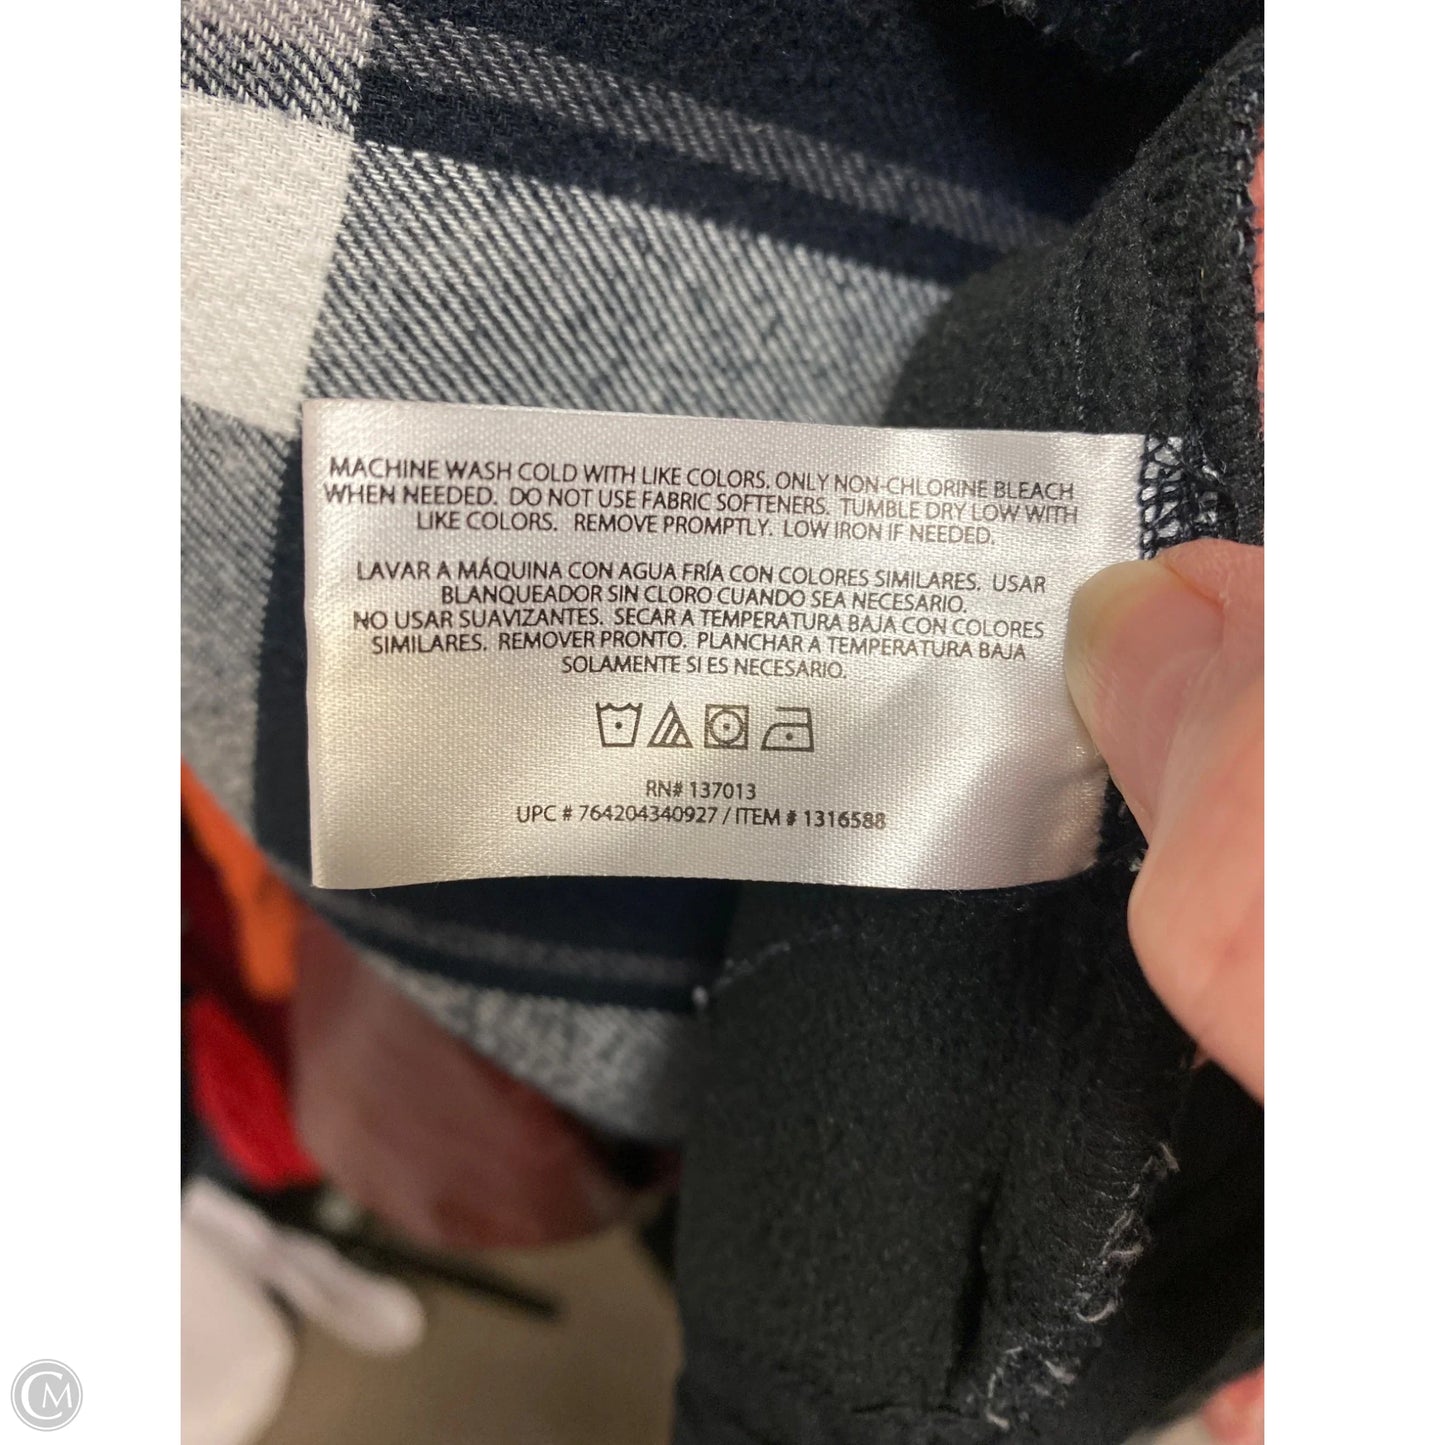 MACHINE WASH COLD WITH LIKE COLORS. ONLY NON-CHLORINE BLEACH
WHEN NEEDED. DO NOT USE FABRIC SOFTENERS. TUMBLE DRY LOW WITH
LIKE COLORS. REMOVE PROMPTLY. LOW IRON IF NEEDED.
LAVAR A MÁQUINA CON AGUA FRÍA CON COLORES SIMILARES. USAR
BLANQUEADOR SIN CLORO CUANDO SEA NECESARIO.
NO USAR SUAVIZANTES. SECAR A TEMPERATURA BAJA CON COLORES
SIMILARES. REMOVER PRONTO. PLANCHAR A TEMPERATURA BAJA
SOLAMENTE SI ES NECESARIO.
RN# 137013
UPC # 764204340927 / ITEM # 1316588
CM